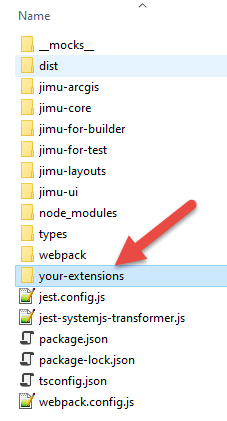 Name
__mocks__
dist
jimu-arcgis
jimu-core
jimu-for-builder
jimu-for-test
jimu-layouts
jimu-ui
node_modules
types
webpack
your-extensions
jest.config.js
jest-systemjs-transformer.js
package.json
package-lock.json
tsconfig.json
webpack.config.js